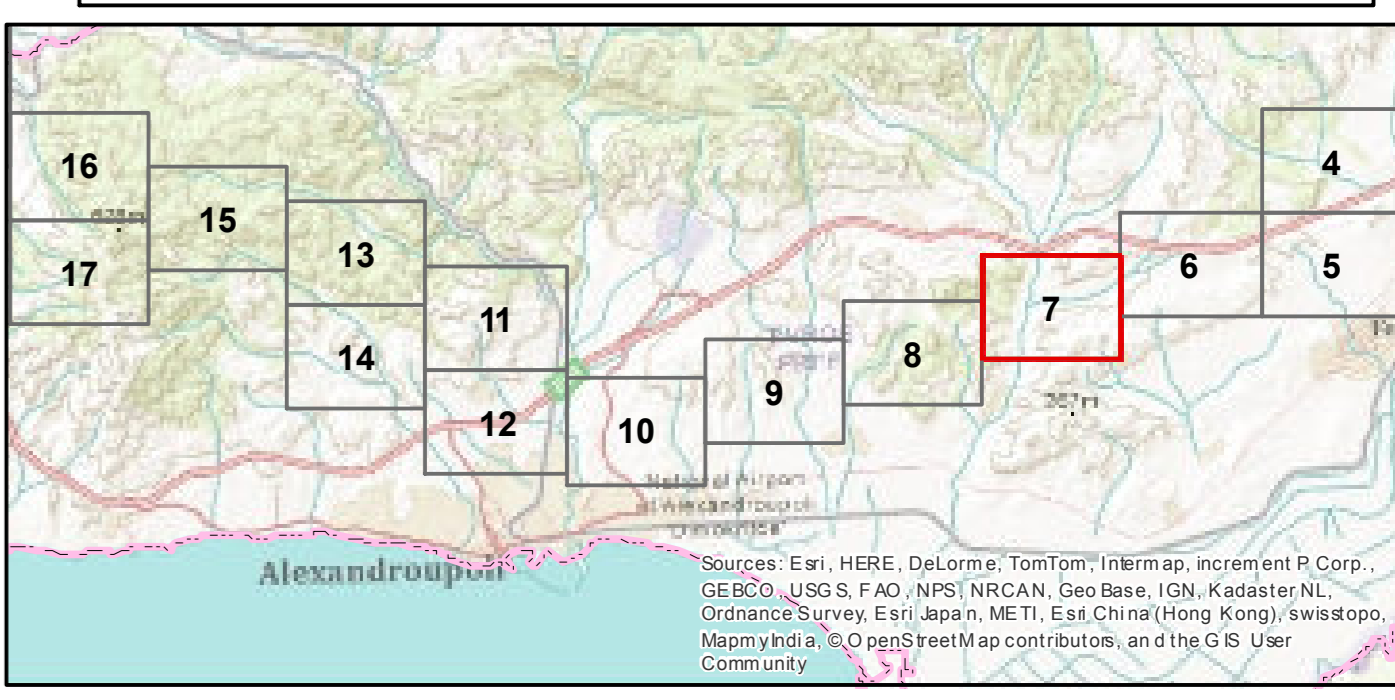 4
16
15
13
6
5
17
7
11
8
14
9
12
10
Alexandroupoli
Sources: Esri, HERE, DeLorme, TomTom, Intermap, increment P Corp.,
GEBCO, USGS, FAO, NPS, NRCAN, GeoBase, IGN, Kadaster NL,
Ordnance Survey, Esri Japan, METI, Esri China (Hong Kong), swisstopo,
MapmyIndia, © OpenStreetMap contributors, and the GIS User
Community